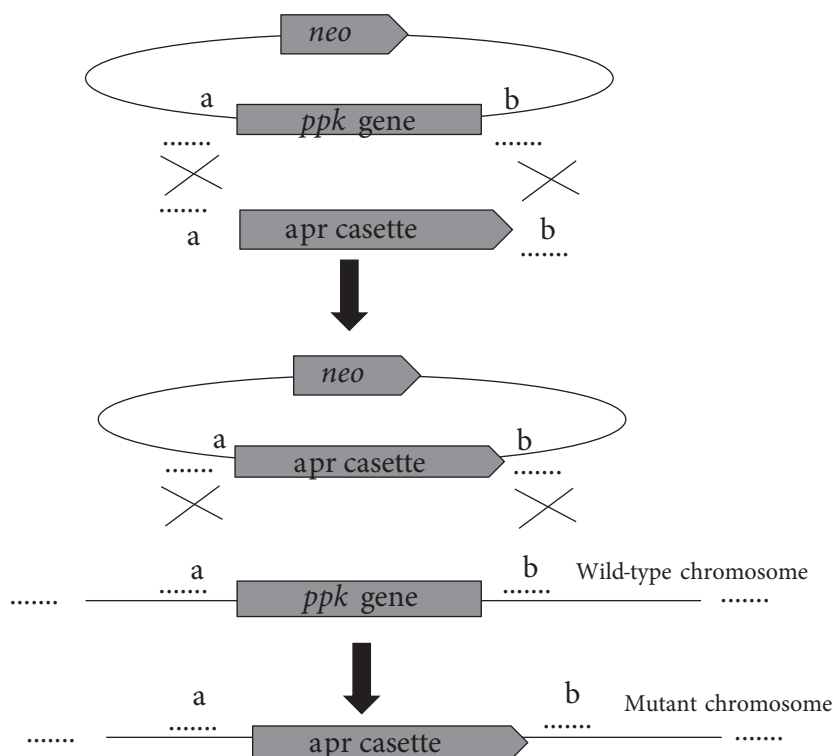 neo
a
b
ppk gene
apr casette
a
b
neo
a
b
apr casette
a
b
Wild-type chromosome
ppk gene
a
b
Mutant chromosome
apr casette